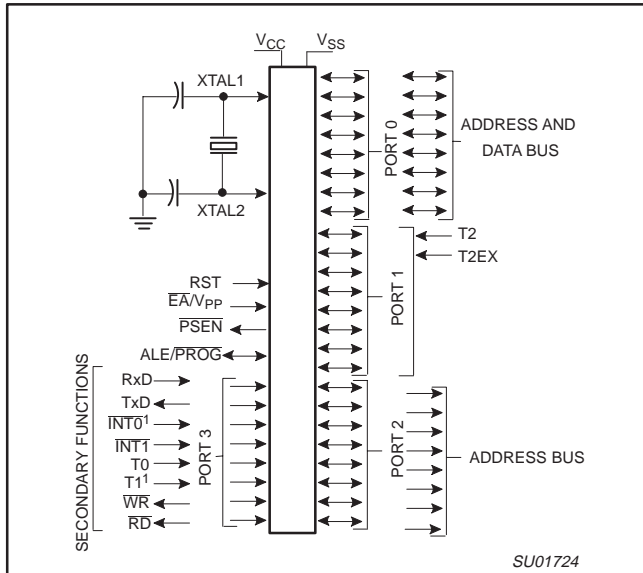 VCC VSS
XTAL1
XTAL2
PORT 0
ADDRESS AND
DATA BUS
PORT 1
T2
T2EX
RST
EA/VPP
PSEN
ALE/PROG
SECONDARY FUNCTIONS
RxD
TxD
INT0¹
INT1
T0
T1¹
WR
RD
PORT 3
PORT 2
ADDRESS BUS
SU01724